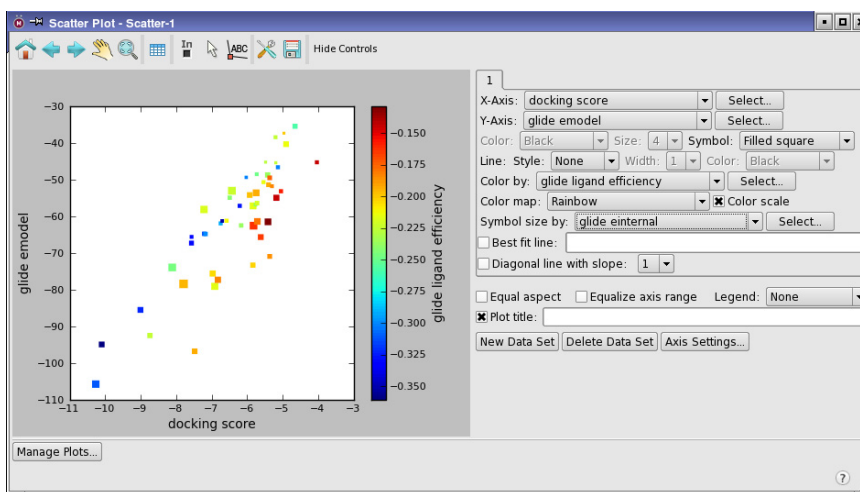 Scatter Plot - Scatter-1
In
ABC
Hide Controls
−30
−40
−50
−60
−70
−80
−90
−100
−110
−11
−10
−9
−8
−7
−6
−5
−4
−3
docking score
glide emodel
−0.150
−0.175
−0.200
−0.225
−0.250
−0.275
−0.300
−0.325
−0.350
glide ligand efficiency
1
X-Axis: docking score Select...
Y-Axis: glide emodel Select...
Color: Black Size: 4 Symbol: Filled square
Line: Style: None Width: 1 Color: Black
Color by: glide ligand efficiency Select...
Color map: Rainbow Color scale
Symbol size by: glide einternal Select...
Best fit line:
Diagonal line with slope: 1
Equal aspect Equalize axis range Legend: None
Plot title:
New Data Set Delete Data Set Axis Settings...
Manage Plots...
?